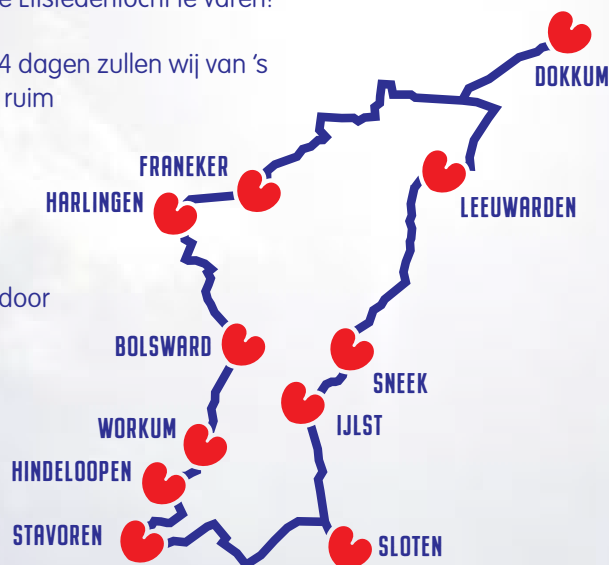 Elfstedentocht te varen!
4 dagen zullen wij van ‘s
ruim
DOKKUM
FRANEKER
HARLINGEN
LEEUWARDEN
door
BOLSWARD
SNEEK
IJLST
WORKUM
HINDELOOPEN
STAVOREN
SLOTEN